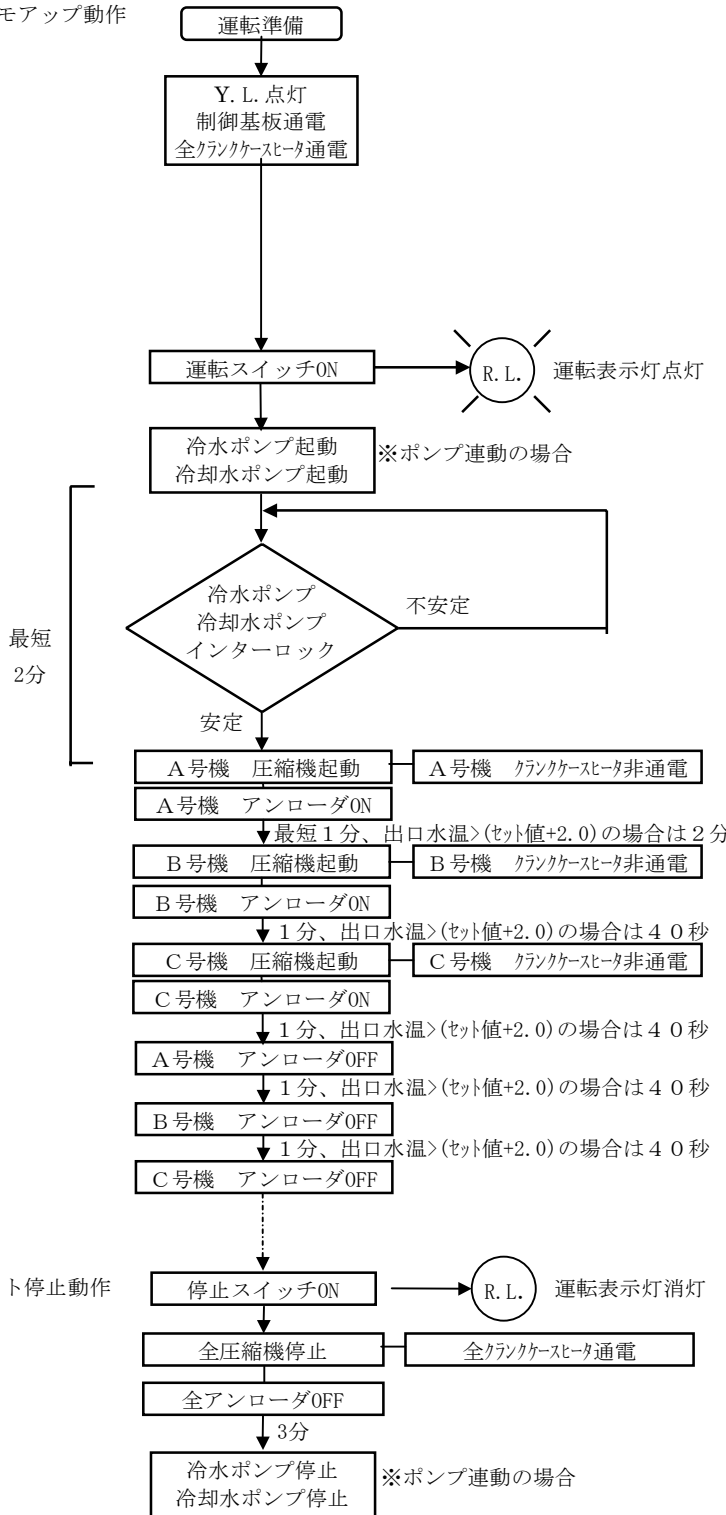 モアップ動作
運転準備
Y.L.点灯
制御基板通電
全ｸﾗﾝｸｹｰｽﾋｰﾀ通電
運転スイッチON
R.L.
運転表示灯点灯
冷水ポンプ起動
冷却水ポンプ起動
※ポンプ連動の場合
冷水ポンプ
冷却水ポンプ
インターロック
不安定
最短
2分
安定
A号機　圧縮機起動
A号機　ｸﾗﾝｸｹｰｽﾋｰﾀ非通電
A号機　アンローダON
最短１分、出口水温>(ｾｯﾄ値+2.0)の場合は２分
B号機　圧縮機起動
B号機　ｸﾗﾝｸｹｰｽﾋｰﾀ非通電
B号機　アンローダON
１分、出口水温>(ｾｯﾄ値+2.0)の場合は４０秒
C号機　圧縮機起動
C号機　ｸﾗﾝｸｹｰｽﾋｰﾀ非通電
C号機　アンローダON
１分、出口水温>(ｾｯﾄ値+2.0)の場合は４０秒
A号機　アンローダOFF
１分、出口水温>(ｾｯﾄ値+2.0)の場合は４０秒
B号機　アンローダOFF
１分、出口水温>(ｾｯﾄ値+2.0)の場合は４０秒
C号機　アンローダOFF
ト停止動作
停止スイッチON
R.L.
運転表示灯消灯
全圧縮機停止
全ｸﾗﾝｸｹｰｽﾋｰﾀ通電
全アンローダOFF
3分
冷水ポンプ停止
冷却水ポンプ停止
※ポンプ連動の場合